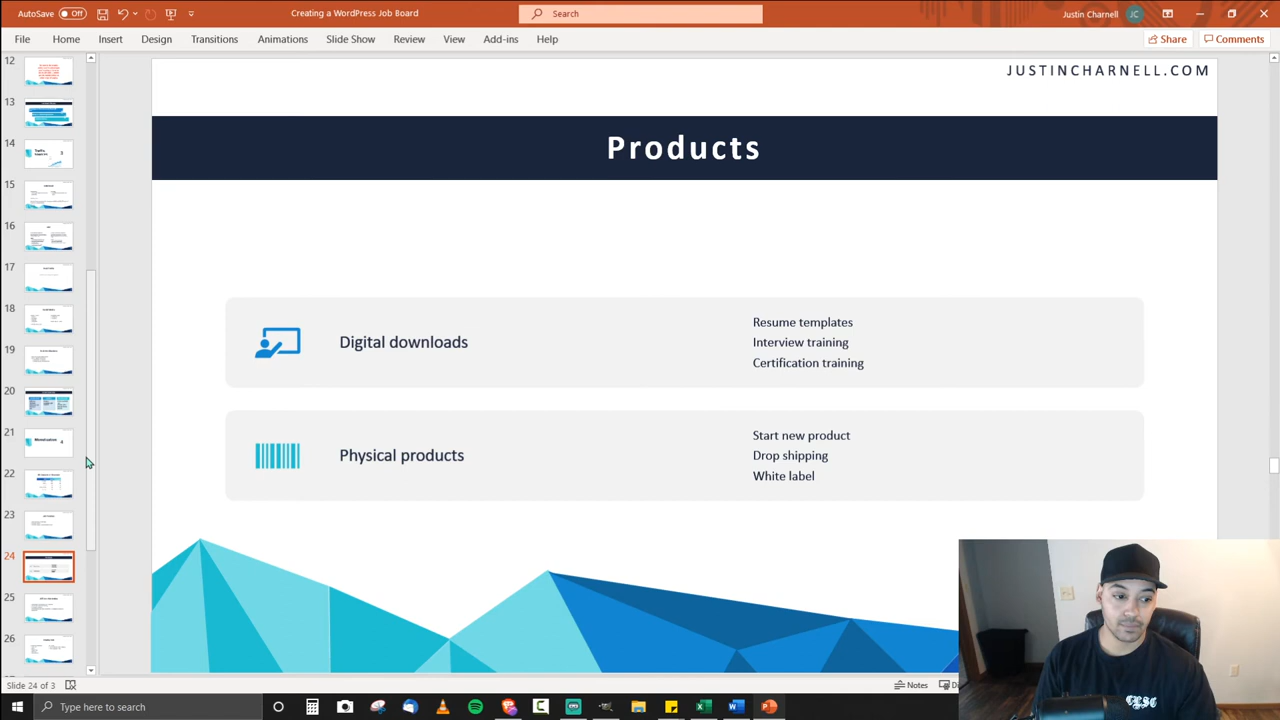 AutoSave Off
Creating a WordPress Job Board
Search
Justin Charnell JC
File Home Insert Design Transitions Animations Slide Show Review View Add-ins Help
Share Comments
12
13
14
15
16
17
18
19
20
21
22
23
24
25
26
JUSTINCHARNELL.COM
Products
Digital downloads
Resume templates
Interview training
Certification training
Physical products
Start new product
Drop shipping
White label
Slide 24 of 3
Notes
Type here to search